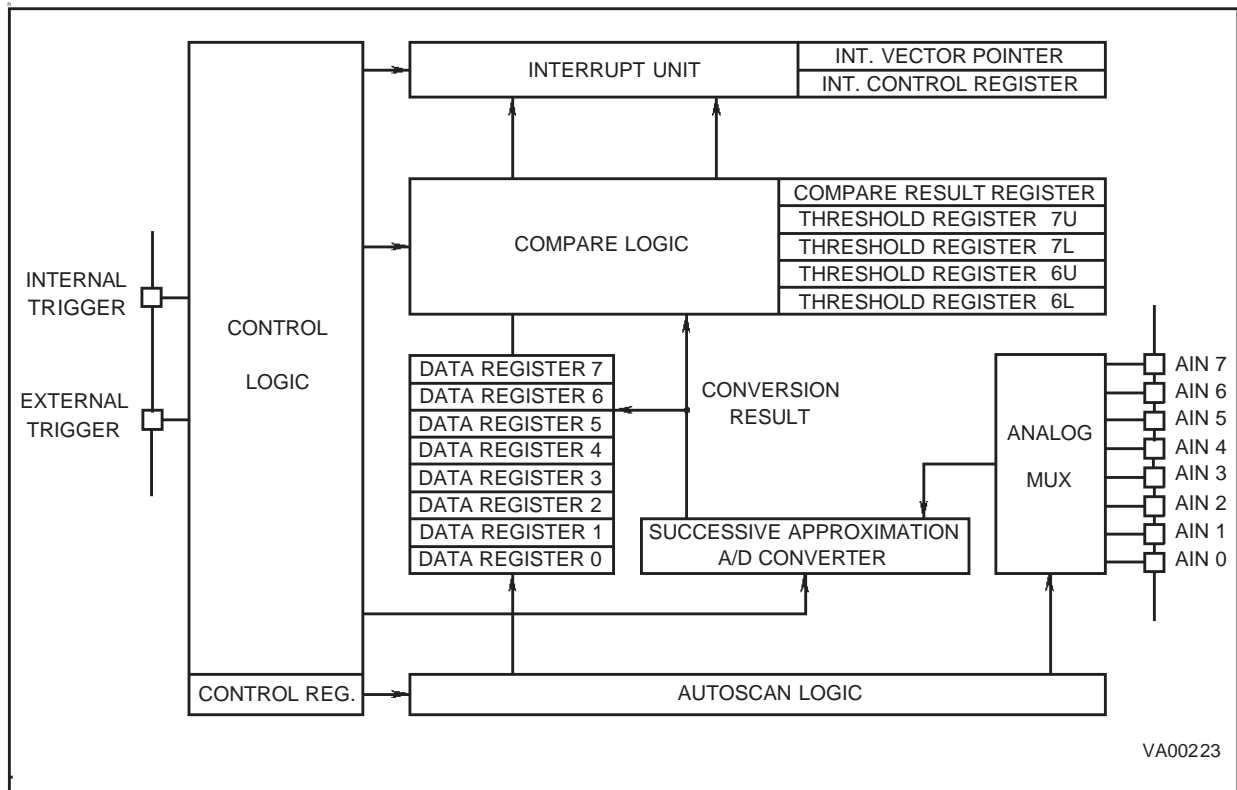 INTERRUPT UNIT
INT. VECTOR POINTER
INT. CONTROL REGISTER
COMPARE LOGIC
COMPARE RESULT REGISTER
THRESHOLD REGISTER 7U
THRESHOLD REGISTER 7L
THRESHOLD REGISTER 6U
THRESHOLD REGISTER 6L
INTERNAL
TRIGGER
EXTERNAL
TRIGGER
CONTROL
LOGIC
DATA REGISTER 7
DATA REGISTER 6
DATA REGISTER 5
DATA REGISTER 4
DATA REGISTER 3
DATA REGISTER 2
DATA REGISTER 1
DATA REGISTER 0
CONVERSION
RESULT
SUCCESSIVE APPROXIMATION
A/D CONVERTER
ANALOG
MUX
AIN 7
AIN 6
AIN 5
AIN 4
AIN 3
AIN 2
AIN 1
AIN 0
CONTROL REG.
AUTOSCAN LOGIC
VA00223